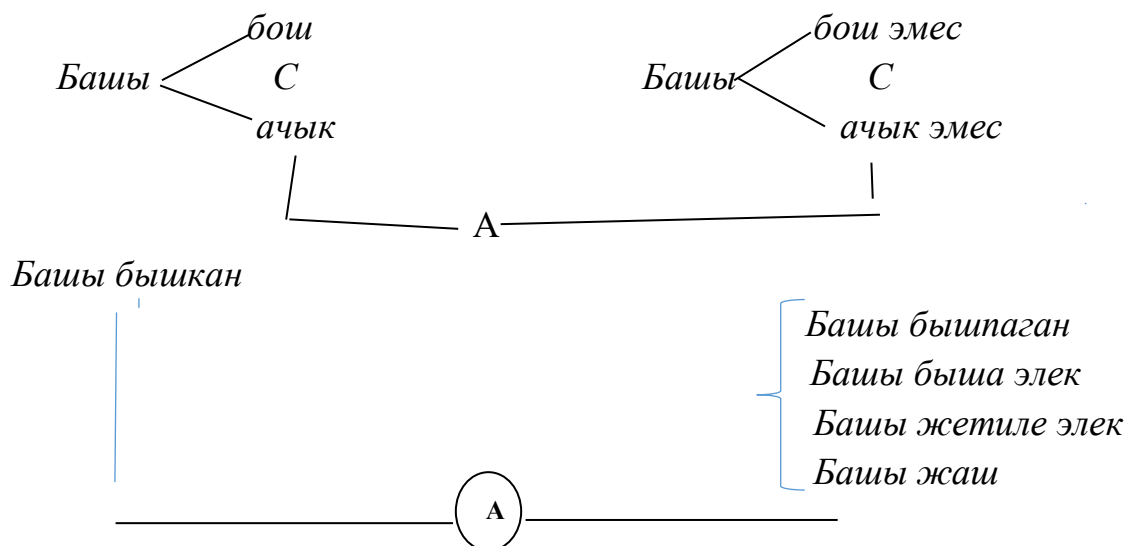 бош
Башы С
ачык
бош эмес
Башы С
ачык эмес
А
Башы бышкан
Башы бышпаган
Башы быша элек
Башы жетиле элек
Башы жаш
А